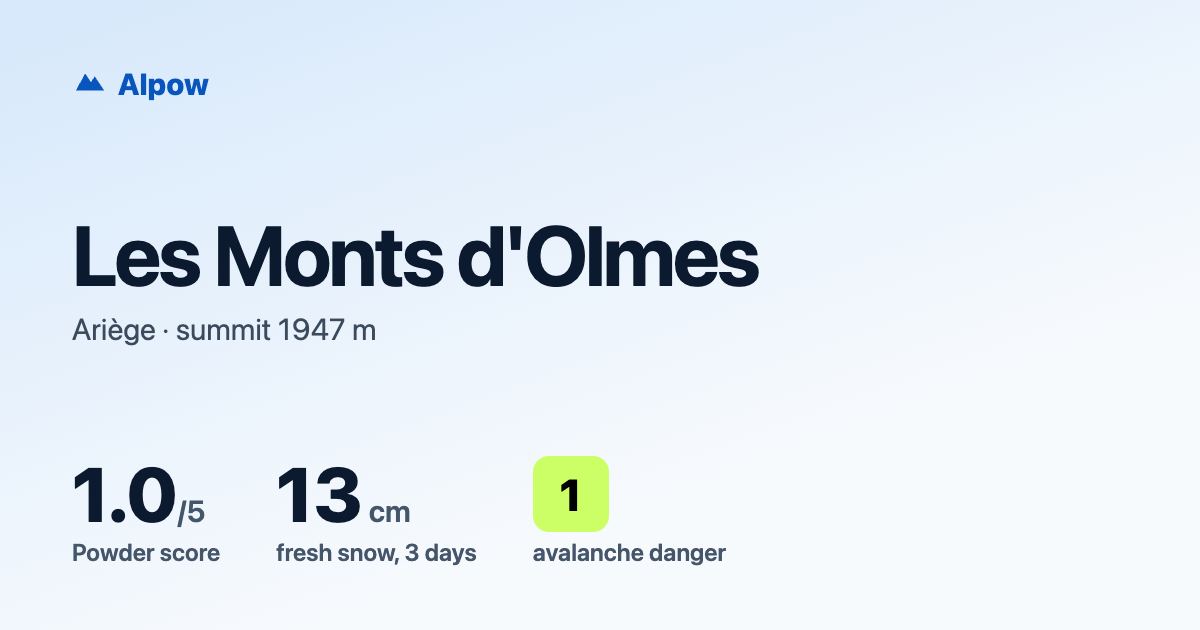 Alpow
Les Monts d'Olmes
Ariège · summit 1947 m
1.0/5
Powder score
13 cm
fresh snow, 3 days
1
avalanche danger